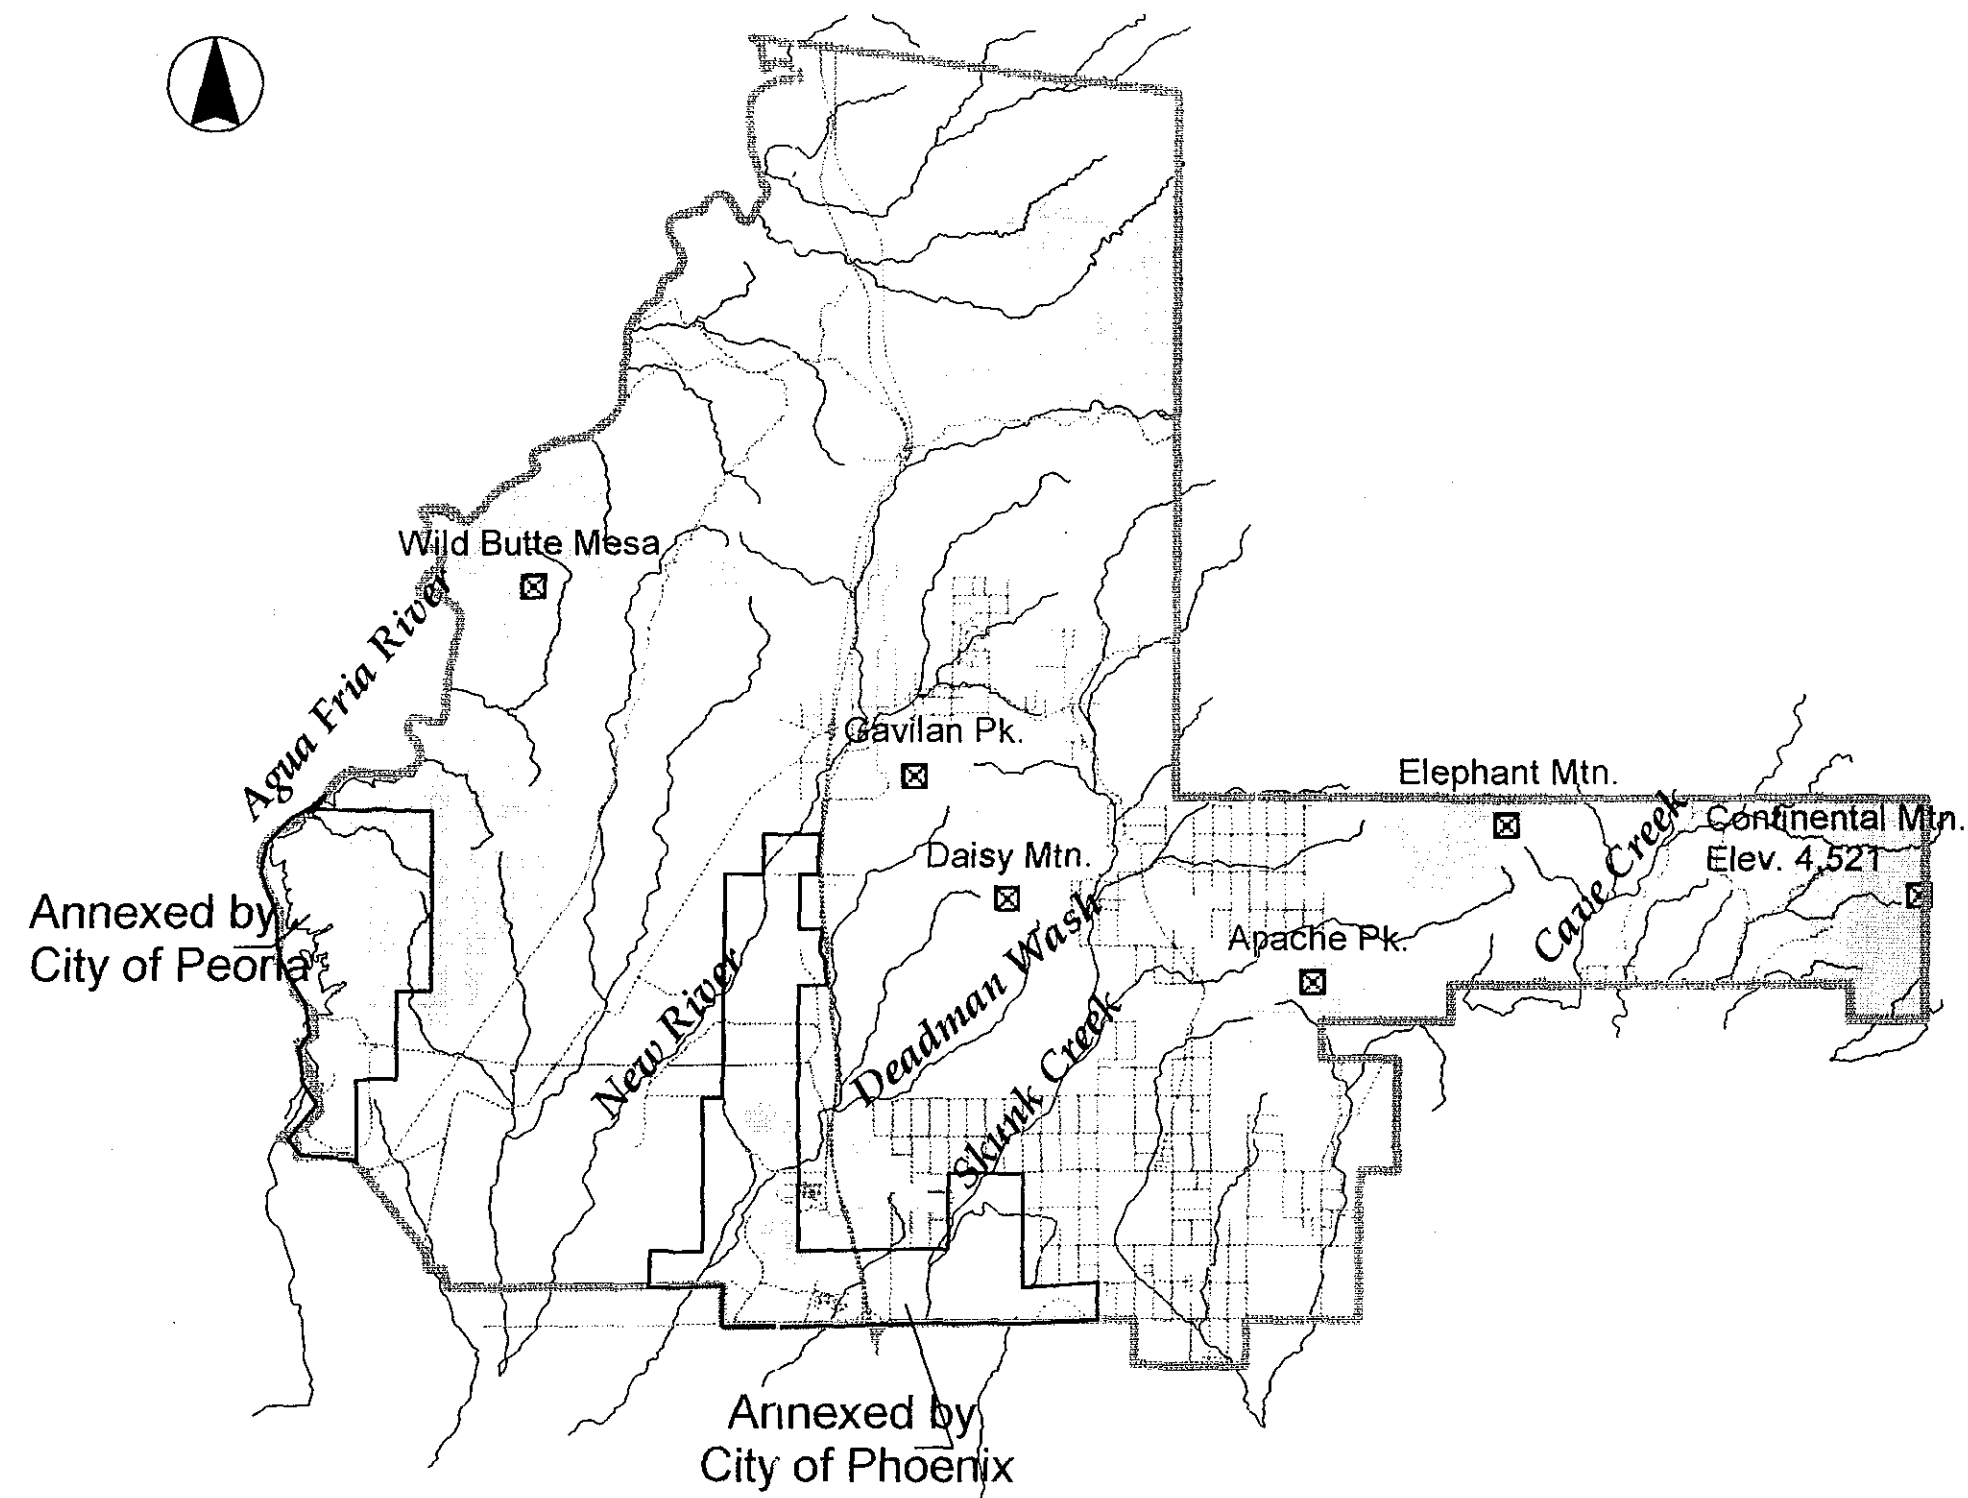 Wild Butte Mesa
Agua Fria River
Gavilan Pk.
Elephant Mtn.
Continental Mtn.
Elev. 4,521
Cave Creek
Daisy Mtn.
Deadman Wash
Apache Pk.
Annexed by
City of Peoria
New River
Skunk Creek
Annexed by
City of Phoenix